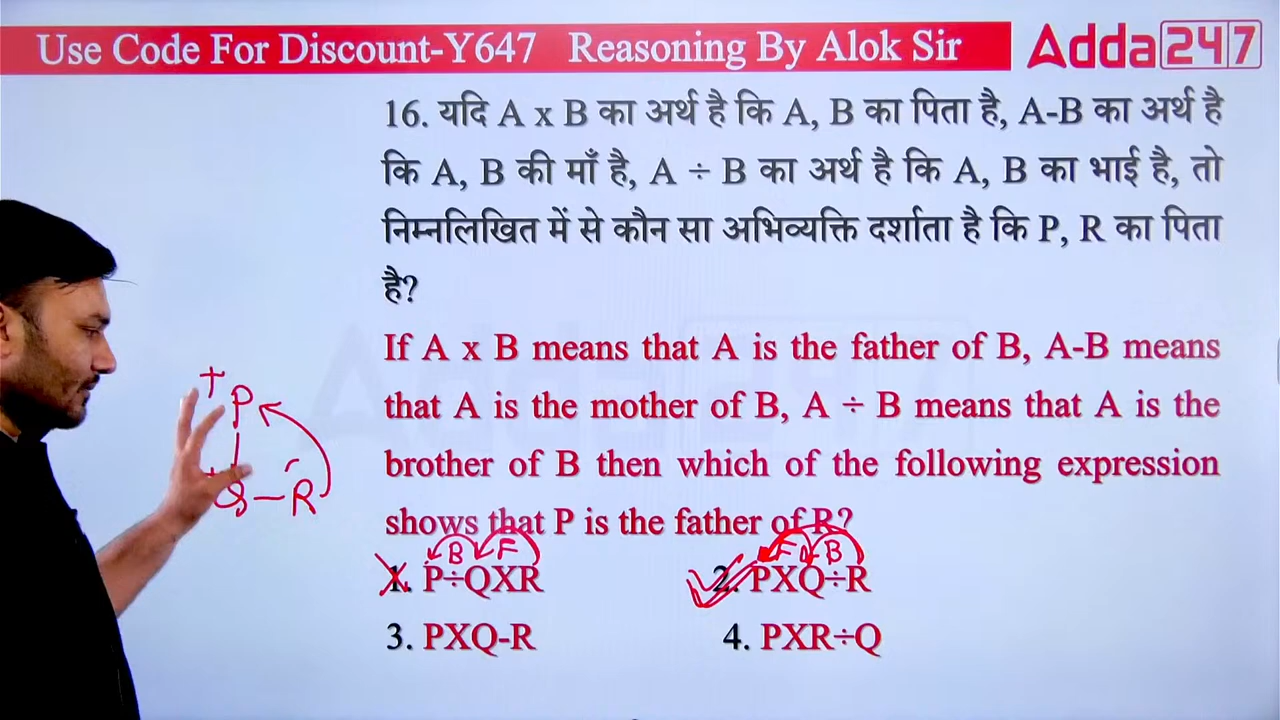 Use Code For Discount-Y647 Reasoning By Alok Sir
Adda247
16. यदि A x B का अर्थ है कि A, B का पिता है, A-B का अर्थ है
कि A, B की माँ है, A ÷ B का अर्थ है कि A, B का भाई है, तो
निम्नलिखित में से कौन सा अभिव्यक्ति दर्शाता है कि P, R का पिता
है?
If A x B means that A is the father of B, A-B means
that A is the mother of B, A ÷ B means that A is the
brother of B then which of the following expression
shows that P is the father of R?
+
P
Q – R
B F
F B
1. P÷QXR 2. PXQ÷R
3. PXQ-R 4. PXR÷Q